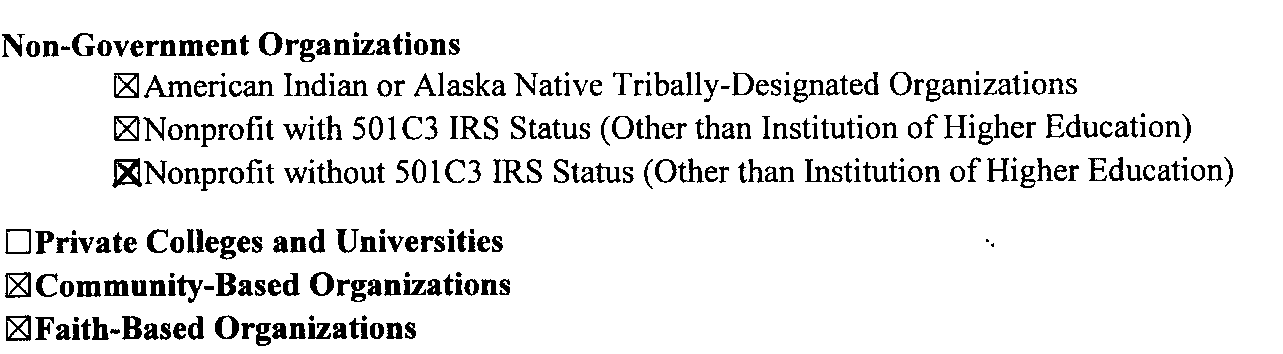 Non-Government Organizations
☒American Indian or Alaska Native Tribally-Designated Organizations
☒Nonprofit with 501C3 IRS Status (Other than Institution of Higher Education)
☒Nonprofit without 501C3 IRS Status (Other than Institution of Higher Education)
☐Private Colleges and Universities
☒Community-Based Organizations
☒Faith-Based Organizations